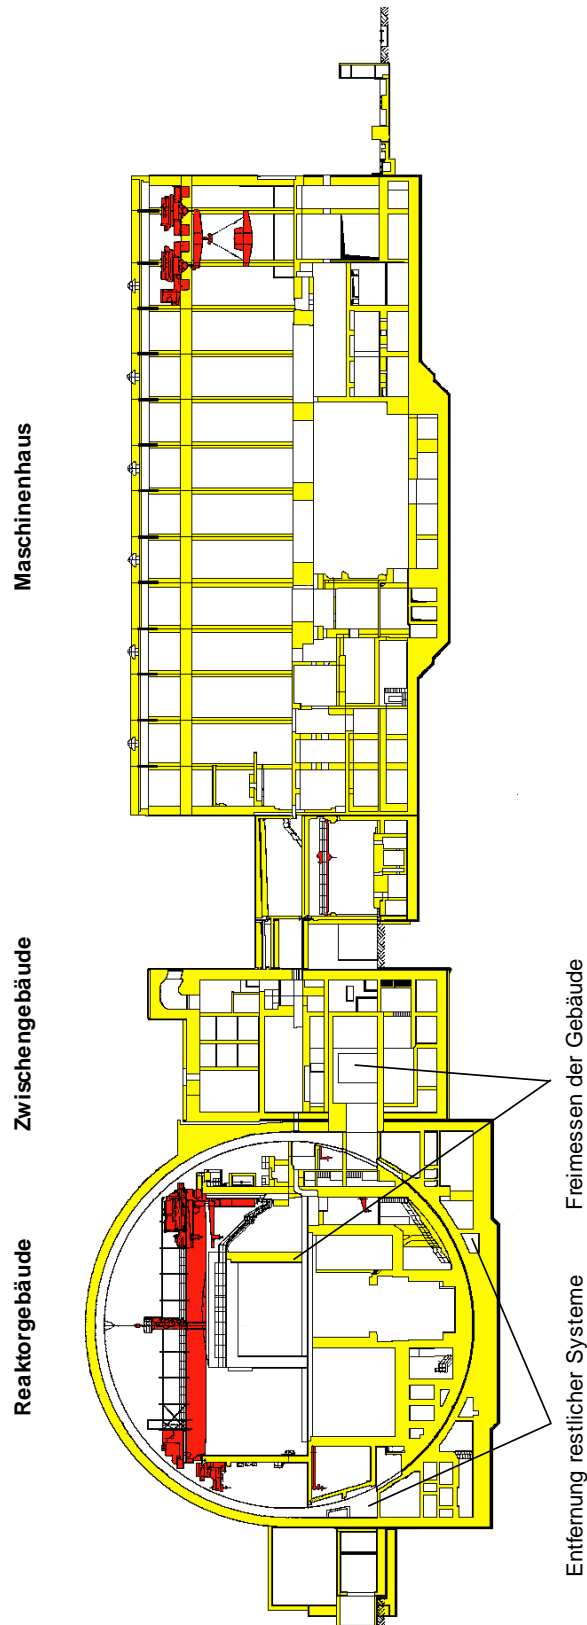 Reaktorgebäude
Zwischengebäude
Maschinenhaus
Entfernung restlicher Systeme
Freimessen der Gebäude